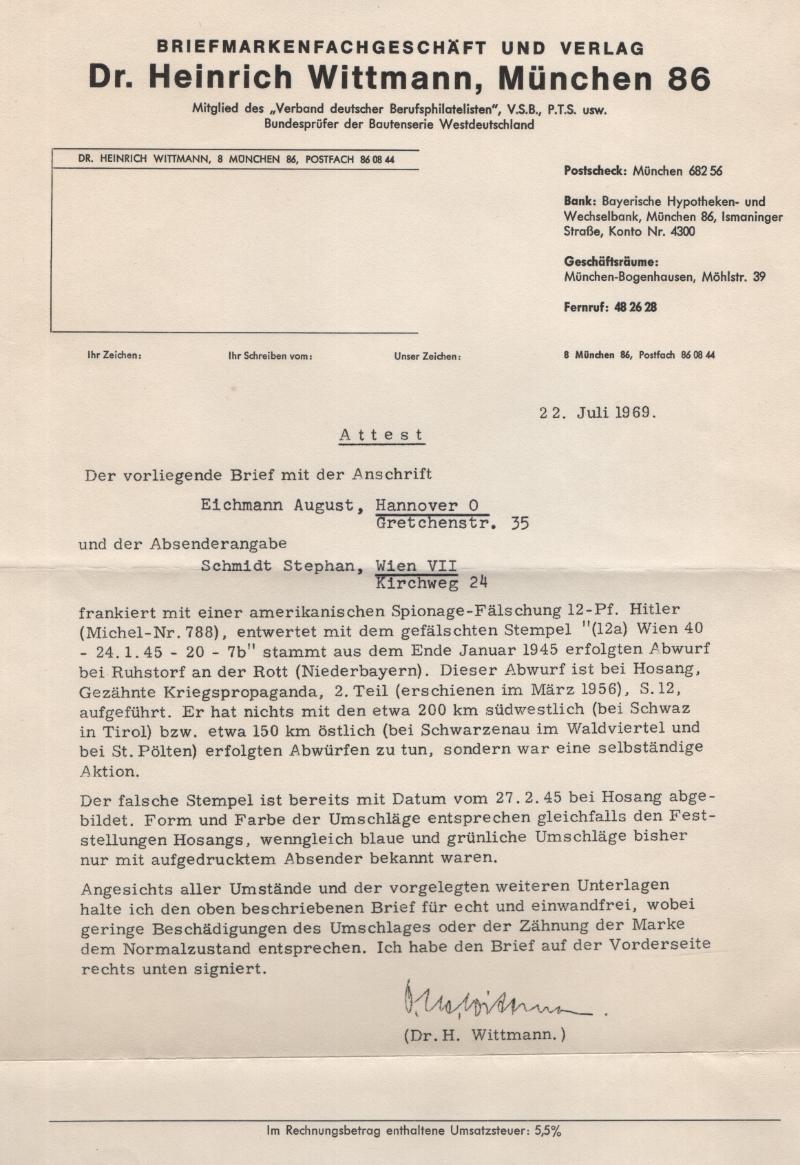 BRIEFMARKENFACHGESCHÄFT UND VERLAG
Dr. Heinrich Wittmann, München 86
Mitglied des „Verband deutscher Berufsphilatelisten", V.S.B., P.T.S. usw.
Bundesprüfer der Bautenserie Westdeutschland
DR. HEINRICH WITTMANN, 8 MÜNCHEN 86, POSTFACH 86 08 44
Postscheck: München 682 56
Bank: Bayerische Hypotheken- und
Wechselbank, München 86, Ismaninger
Straße, Konto Nr. 4300
Geschäftsräume:
München-Bogenhausen, Möhlstr. 39
Fernruf: 48 26 28
Ihr Zeichen: Ihr Schreiben vom: Unser Zeichen: 8 München 86, Postfach 86 08 44
22. Juli 1969.
Attest
Der vorliegende Brief mit der Anschrift
Eichmann August, Hannover O
Gretchenstr. 35
und der Absenderangabe
Schmidt Stephan, Wien VII
Kirchweg 24
frankiert mit einer amerikanischen Spionage-Fälschung 12-Pf. Hitler
(Michel-Nr. 788), entwertet mit dem gefälschten Stempel "(12a) Wien 40
- 24.1.45 - 20 - 7b" stammt aus dem Ende Januar 1945 erfolgten Abwurf
bei Ruhstorf an der Rott (Niederbayern). Dieser Abwurf ist bei Hosang,
Gezähnte Kriegspropaganda, 2. Teil (erschienen im März 1956), S. 12,
aufgeführt. Er hat nichts mit den etwa 200 km südwestlich (bei Schwaz
in Tirol) bzw. etwa 150 km östlich (bei Schwarzenau im Waldviertel und
bei St. Pölten) erfolgten Abwürfen zu tun, sondern war eine selbständige
Aktion.
Der falsche Stempel ist bereits mit Datum vom 27. 2. 45 bei Hosang abge-
bildet. Form und Farbe der Umschläge entsprechen gleichfalls den Fest-
stellungen Hosangs, wenngleich blaue und grünliche Umschläge bisher
nur mit aufgedrucktem Absender bekannt waren.
Angesichts aller Umstände und der vorgelegten weiteren Unterlagen
halte ich den oben beschriebenen Brief für echt und einwandfrei, wobei
geringe Beschädigungen des Umschlages oder der Zähnung der Marke
dem Normalzustand entsprechen. Ich habe den Brief auf der Vorderseite
rechts unten signiert.
(Dr. H. Wittmann.)
Im Rechnungsbetrag enthaltene Umsatzsteuer: 5,5%